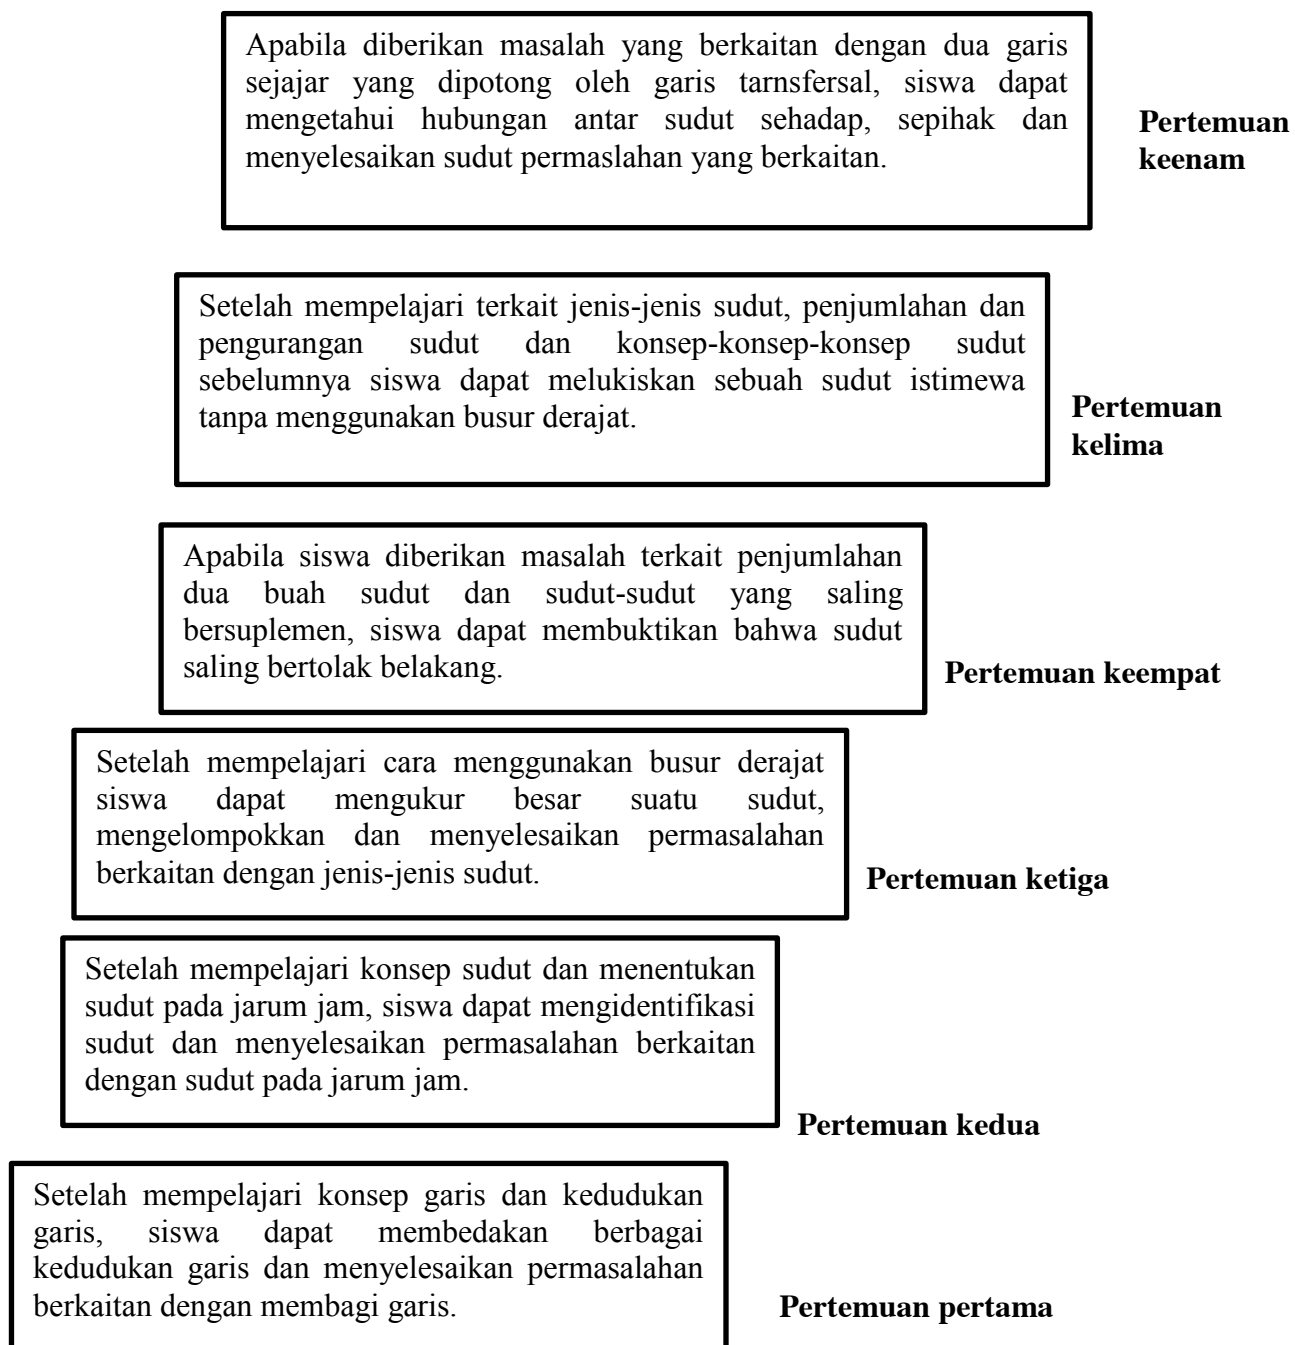 Apabila diberikan masalah yang berkaitan dengan dua garis
sejajar yang dipotong oleh garis tarnsfersal, siswa dapat
mengetahui hubungan antar sudut sehadap, sepihak dan
menyelesaikan sudut permaslahan yang berkaitan.
Pertemuan
keenam
Setelah mempelajari terkait jenis-jenis sudut, penjumlahan dan
pengurangan sudut dan konsep-konsep-konsep sudut
sebelumnya siswa dapat melukiskan sebuah sudut istimewa
tanpa menggunakan busur derajat.
Pertemuan
kelima
Apabila siswa diberikan masalah terkait penjumlahan
dua buah sudut dan sudut-sudut yang saling
bersuplemen, siswa dapat membuktikan bahwa sudut
saling bertolak belakang.
Pertemuan keempat
Setelah mempelajari cara menggunakan busur derajat
siswa dapat mengukur besar suatu sudut,
mengelompokkan dan menyelesaikan permasalahan
berkaitan dengan jenis-jenis sudut.
Pertemuan ketiga
Setelah mempelajari konsep sudut dan menentukan
sudut pada jarum jam, siswa dapat mengidentifikasi
sudut dan menyelesaikan permasalahan berkaitan
dengan sudut pada jarum jam.
Pertemuan kedua
Setelah mempelajari konsep garis dan kedudukan
garis, siswa dapat membedakan berbagai
kedudukan garis dan menyelesaikan permasalahan
berkaitan dengan membagi garis.
Pertemuan pertama